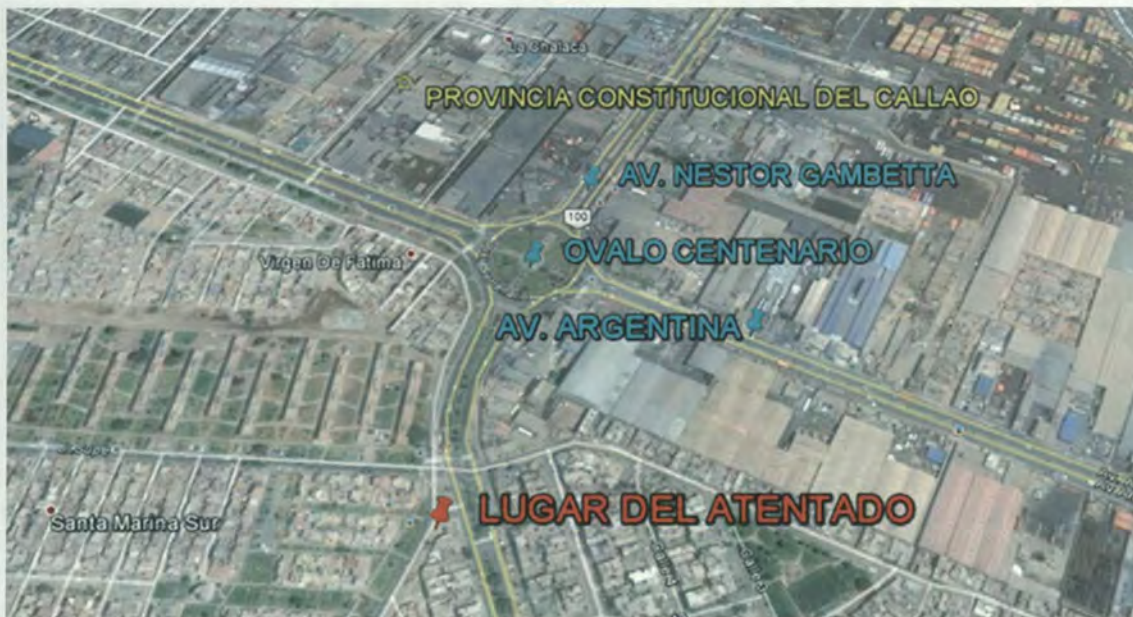 La Chalaca
PROVINCIA CONSTITUCIONAL DEL CALLAO
AV. NESTOR GAMBETTA
100
OVALO CENTENARIO
Virgen De Fatima
AV. ARGENTINA
LUGAR DEL ATENTADO
Santa Marina Sur